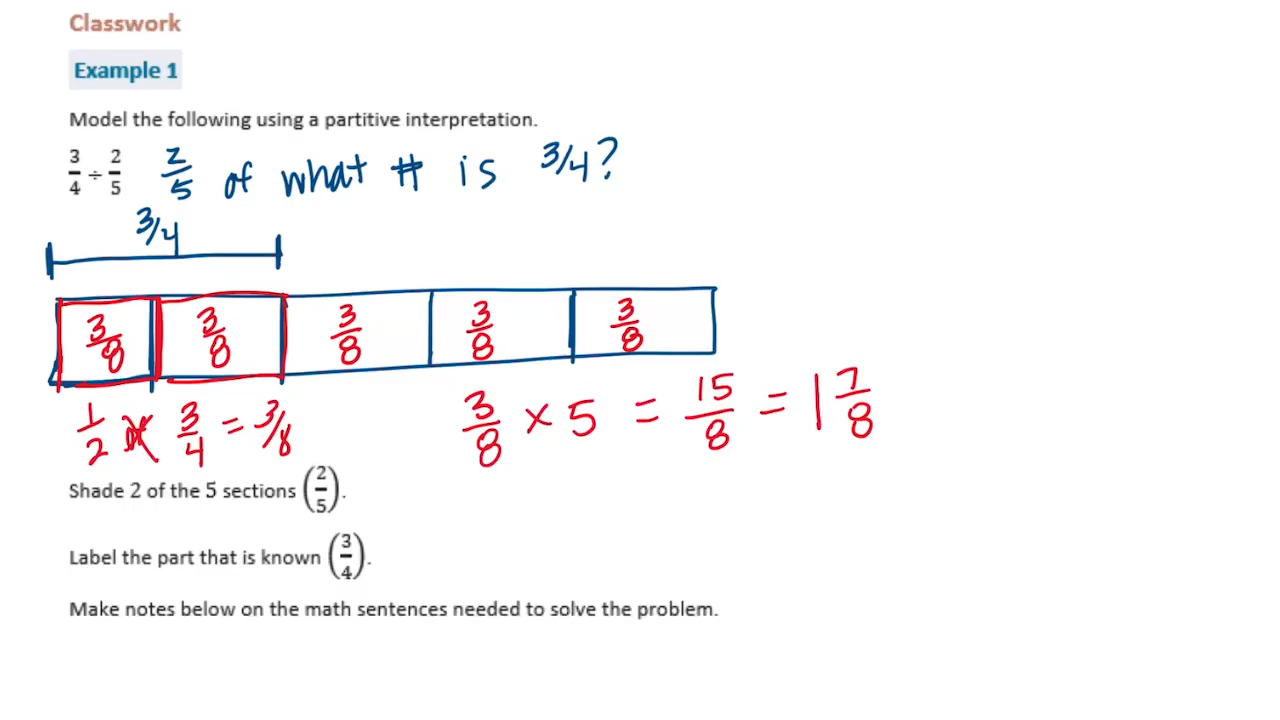 Classwork
Example 1
Model the following using a partitive interpretation.
3/4 ÷ 2/5 2/5 of what # is 3/4?
3/4
3/8 3/8 3/8 3/8 3/8
1/2 × 3/4 = 3/8 3/8 × 5 = 15/8 = 1 7/8
Shade 2 of the 5 sections (2/5).
Label the part that is known (3/4).
Make notes below on the math sentences needed to solve the problem.